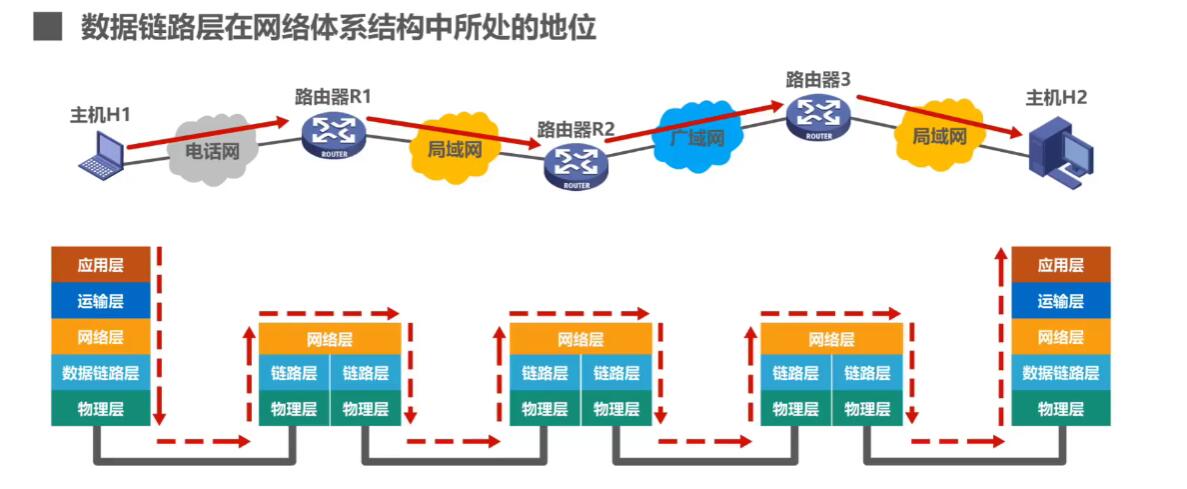 数据链路层在网络体系结构中所处的地位
主机H1
路由器R1
路由器R2
路由器3
主机H2
电话网
局域网
广域网
局域网
ROUTER
ROUTER
ROUTER
应用层
运输层
网络层
数据链路层
物理层
网络层
链路层 链路层
物理层 物理层
网络层
链路层 链路层
物理层 物理层
网络层
链路层 链路层
物理层 物理层
应用层
运输层
网络层
数据链路层
物理层